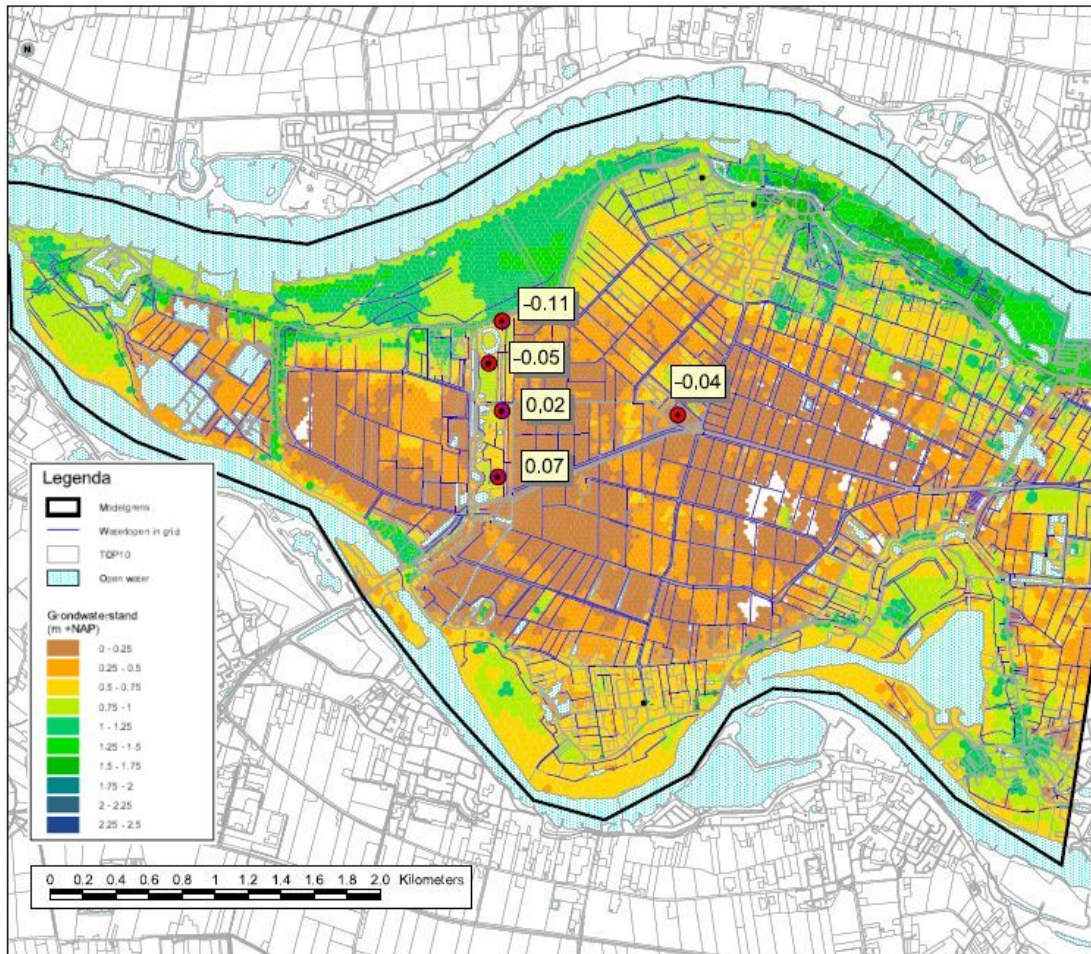 N
-0.11
-0.05
-0,04
0,02
0.07
Legenda
Modelgrens
Waterlopen in grid
TOP10
Open water
Grondwaterstand
(m +NAP)
0 - 0.25
0.25 - 0.5
0.5 - 0.75
0.75 - 1
1 - 1.25
1.25 - 1.5
1.5 - 1.75
1.75 - 2
2 - 2.25
2.25 - 2.5
0 0.2 0.4 0.6 0.8 1 1.2 1.4 1.6 1.8 2.0 Kilometers